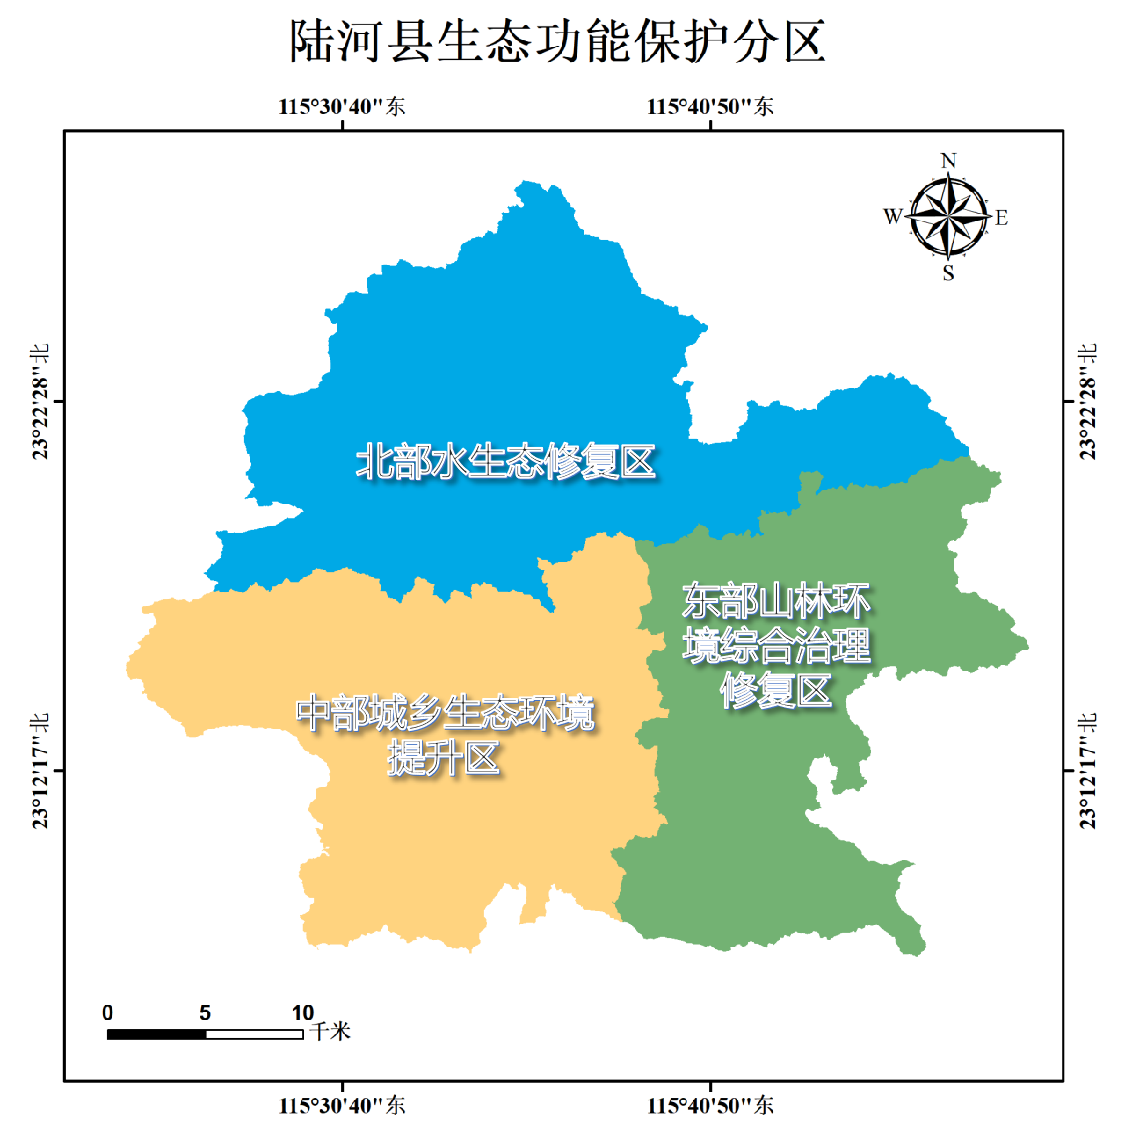 陆河县生态功能保护分区
115°30'40"东
115°40'50"东
N
W
E
S
23°22'28"北
23°22'28"北
北部水生态修复区
东部山林环
境综合治理
修复区
中部城乡生态环境
提升区
23°12'17"北
23°12'17"北
0
5
10
千米
115°30'40"东
115°40'50"东